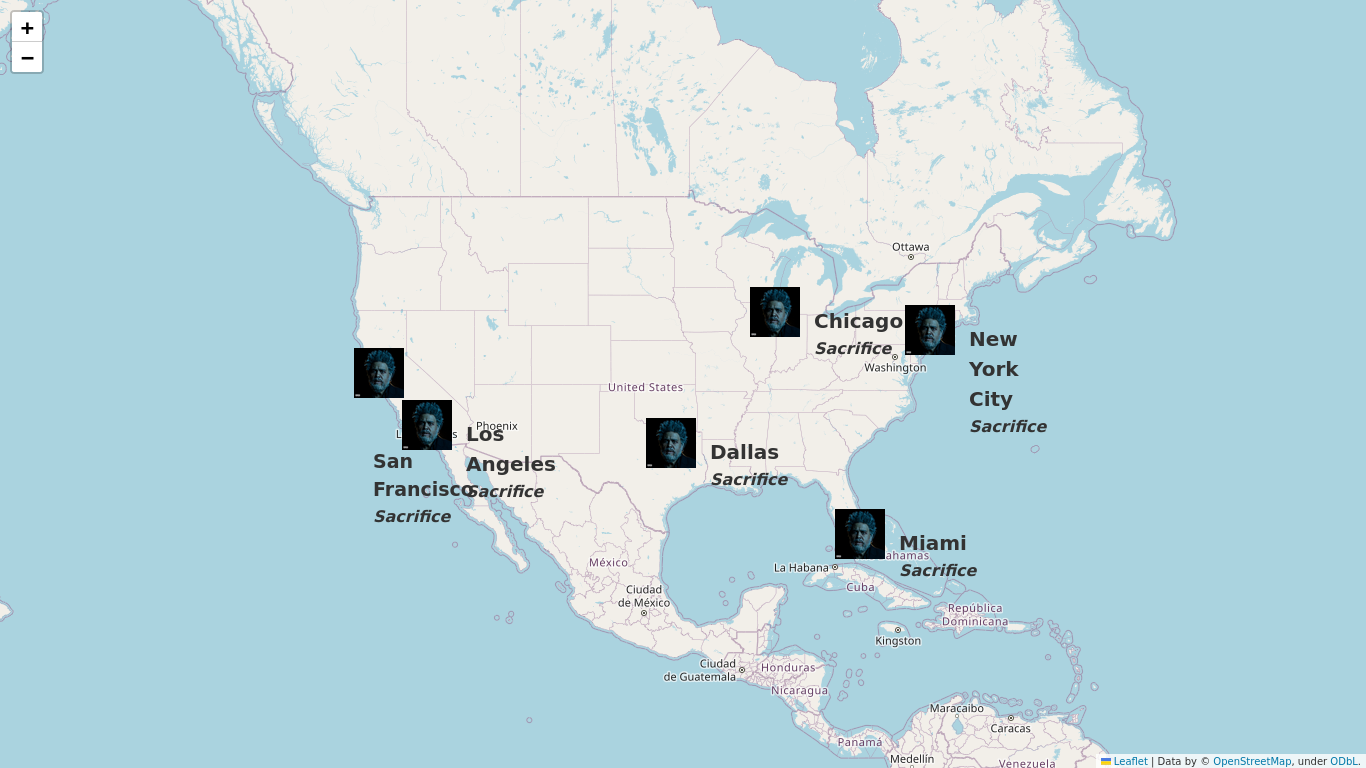 +
−
Ottawa
Chicago
Sacrifice
New
York
City
Sacrifice
Washington
United States
Phoenix
Los
Angeles
Sacrifice
San
Francisco
Sacrifice
Dallas
Sacrifice
Miami
Sacrifice
La Habana
Cuba
México
Ciudad
de México
República
Dominicana
Kingston
Ciudad
de Guatemala
Honduras
Nicaragua
Maracaibo
Caracas
Panamá
Medellín
Venezuela
Leaflet | Data by © OpenStreetMap, under ODbL.